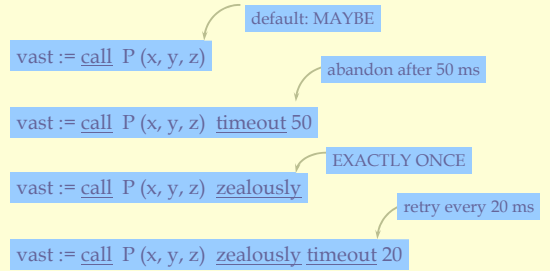 default: MAYBE
vast := call P (x, y, z)
abandon after 50 ms
vast := call P (x, y, z) timeout 50
EXACTLY ONCE
vast := call P (x, y, z) zealously
retry every 20 ms
vast := call P (x, y, z) zealously timeout 20